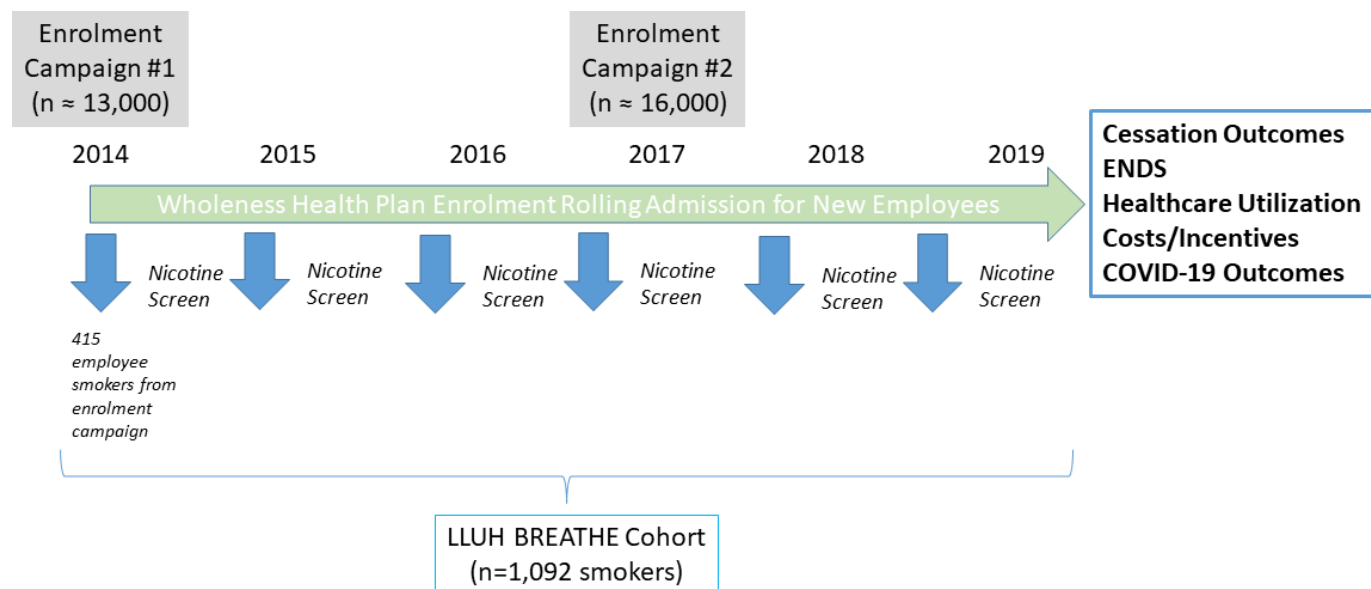 Enrolment
Campaign #1
(n ≈ 13,000)
Enrolment
Campaign #2
(n ≈ 16,000)
2014
2015
2016
2017
2018
2019
Wholeness Health Plan Enrolment Rolling Admission for New Employees
Nicotine
Screen
Nicotine
Screen
Nicotine
Screen
Nicotine
Screen
Nicotine
Screen
Nicotine
Screen
415
employee
smokers from
enrolment
campaign
Cessation Outcomes
ENDS
Healthcare Utilization
Costs/Incentives
COVID-19 Outcomes
LLUH BREATHE Cohort
(n=1,092 smokers)